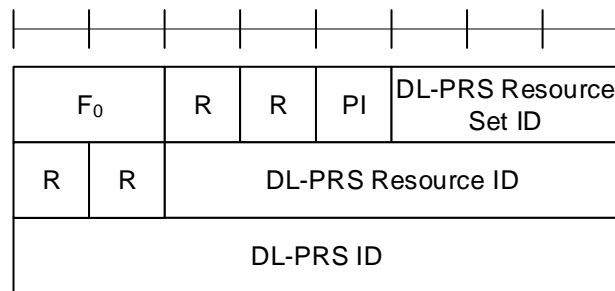 F₀ R R PI DL-PRS Resource Set ID
R R DL-PRS Resource ID
DL-PRS ID